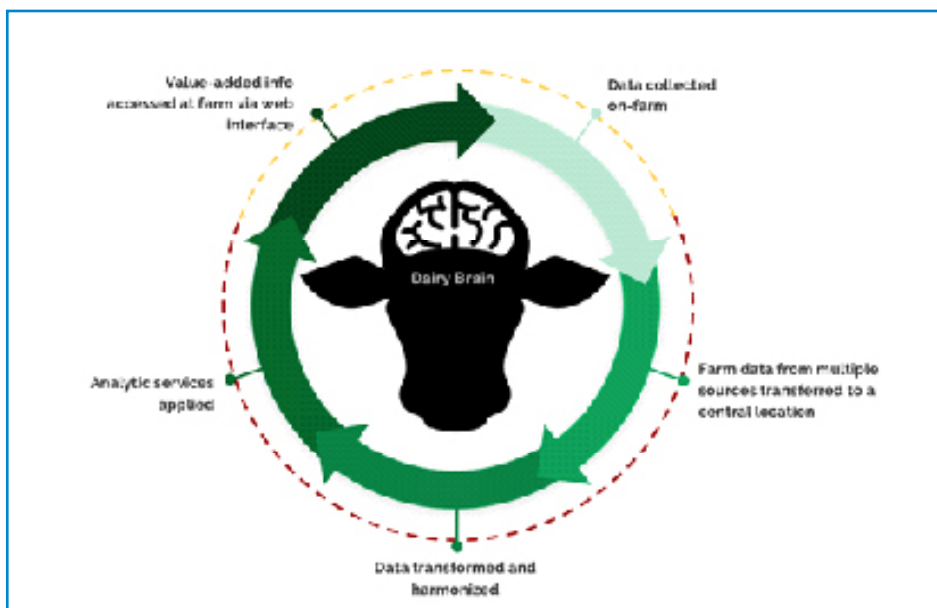 Value-added info
accessed at farm via web
interface
Data collected
on-farm
Dairy Brain
Farm data from multiple
sources transferred to a
central location
Data transformed and
harmonized
Analytic services
applied